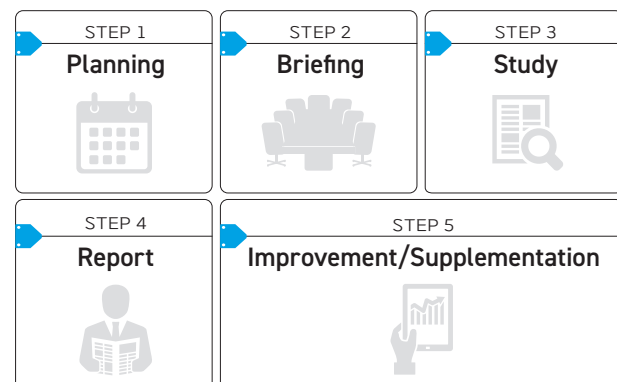 STEP 1
Planning
STEP 2
Briefing
STEP 3
Study
STEP 4
Report
STEP 5
Improvement/Supplementation